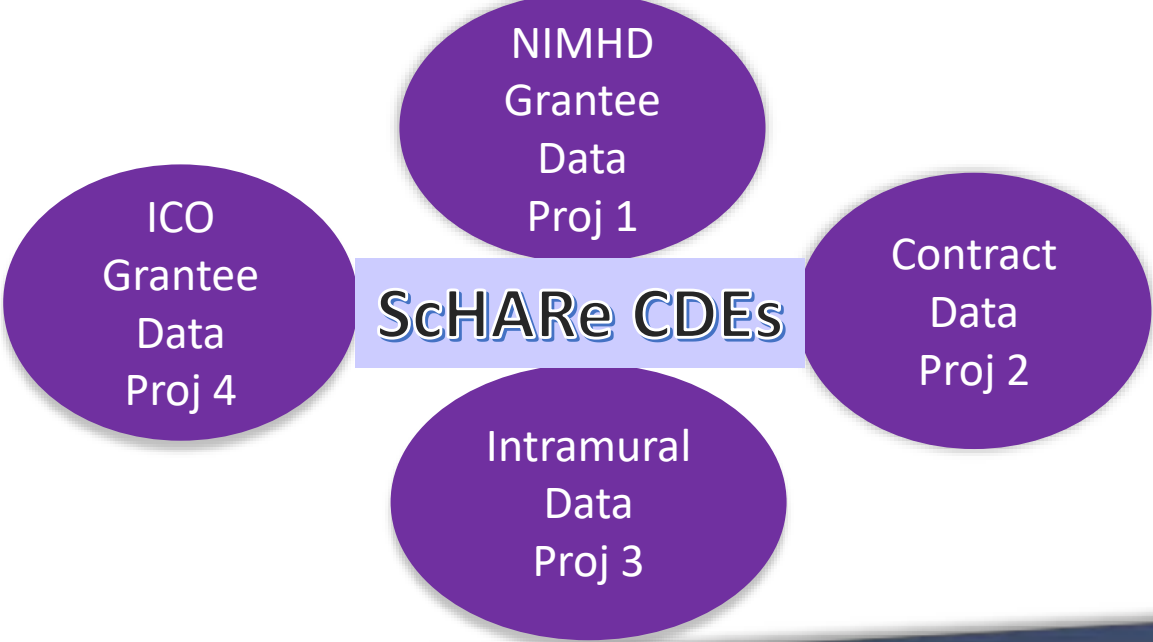 NIMHD
Grantee
Data
Proj 1
ICO
Grantee
Data
Proj 4
ScHARe CDEs
Contract
Data
Proj 2
Intramural
Data
Proj 3